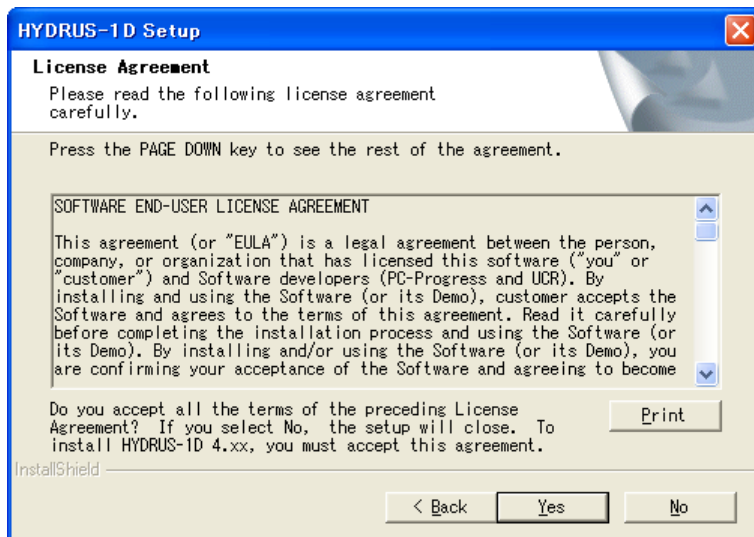 HYDRUS-1D Setup
License Agreement
Please read the following license agreement
carefully.
Press the PAGE DOWN key to see the rest of the agreement.
SOFTWARE END-USER LICENSE AGREEMENT
This agreement (or "EULA") is a legal agreement between the person,
company, or organization that has licensed this software ("you" or
"customer") and Software developers (PC-Progress and UCR). By
installing and using the Software (or its Demo), customer accepts the
Software and agrees to the terms of this agreement. Read it carefully
before completing the installation process and using the Software (or
its Demo). By installing and/or using the Software (or its Demo), you
are confirming your acceptance of the Software and agreeing to become
Do you accept all the terms of the preceding License
Agreement?  If you select No,  the setup will close.  To
install HYDRUS-1D 4.xx, you must accept this agreement.
Print
InstallShield
< Back
Yes
No